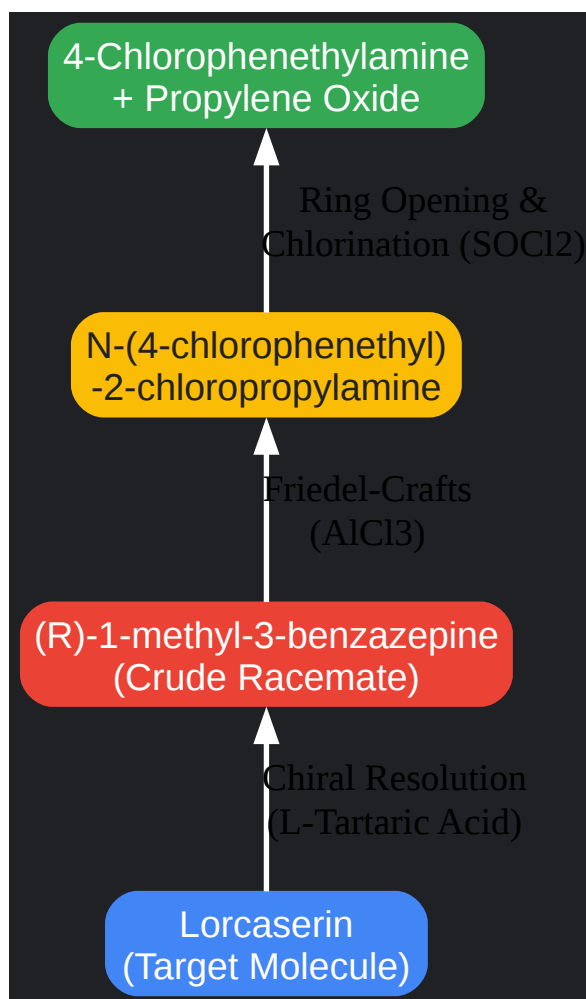 4-Chlorophenethylamine
+ Propylene Oxide
Ring Opening &
Chlorination (SOCl2)
N-(4-chlorophenethyl)
-2-chloropropylamine
Friedel-Crafts
(AlCl3)
(R)-1-methyl-3-benzazepine
(Crude Racemate)
Chiral Resolution
(L-Tartaric Acid)
Lorcaserin
(Target Molecule)